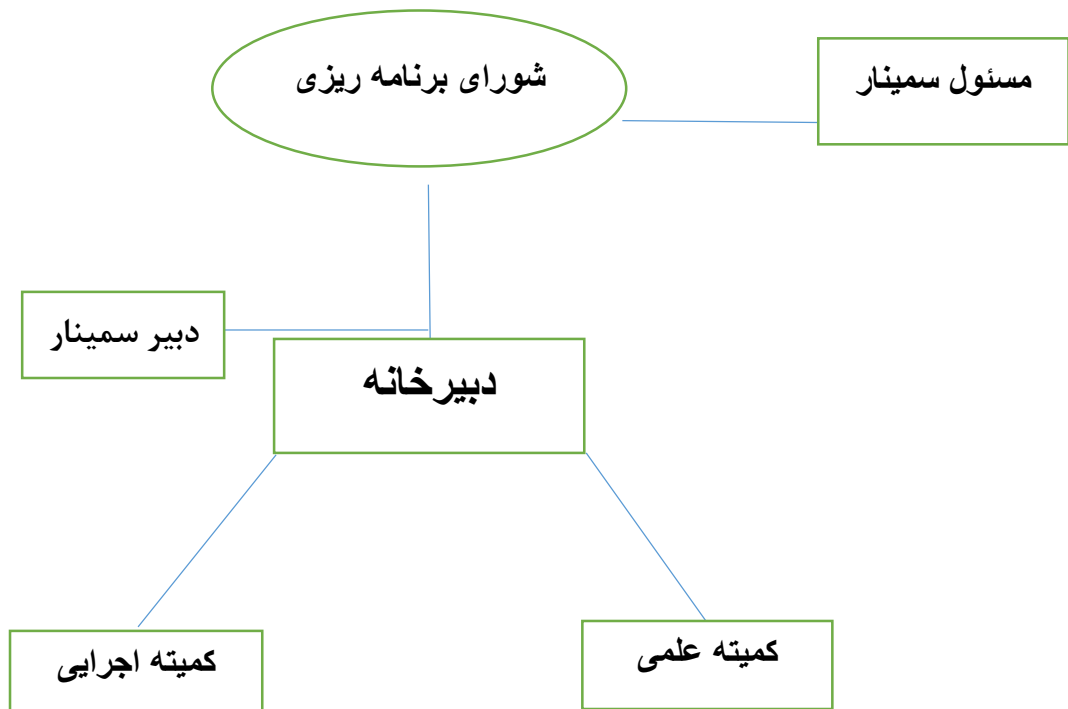 مسئول سمینار
شورای برنامه ریزی
دبیر سمینار
دبیرخانه
کمیته علمی
کمیته اجرایی